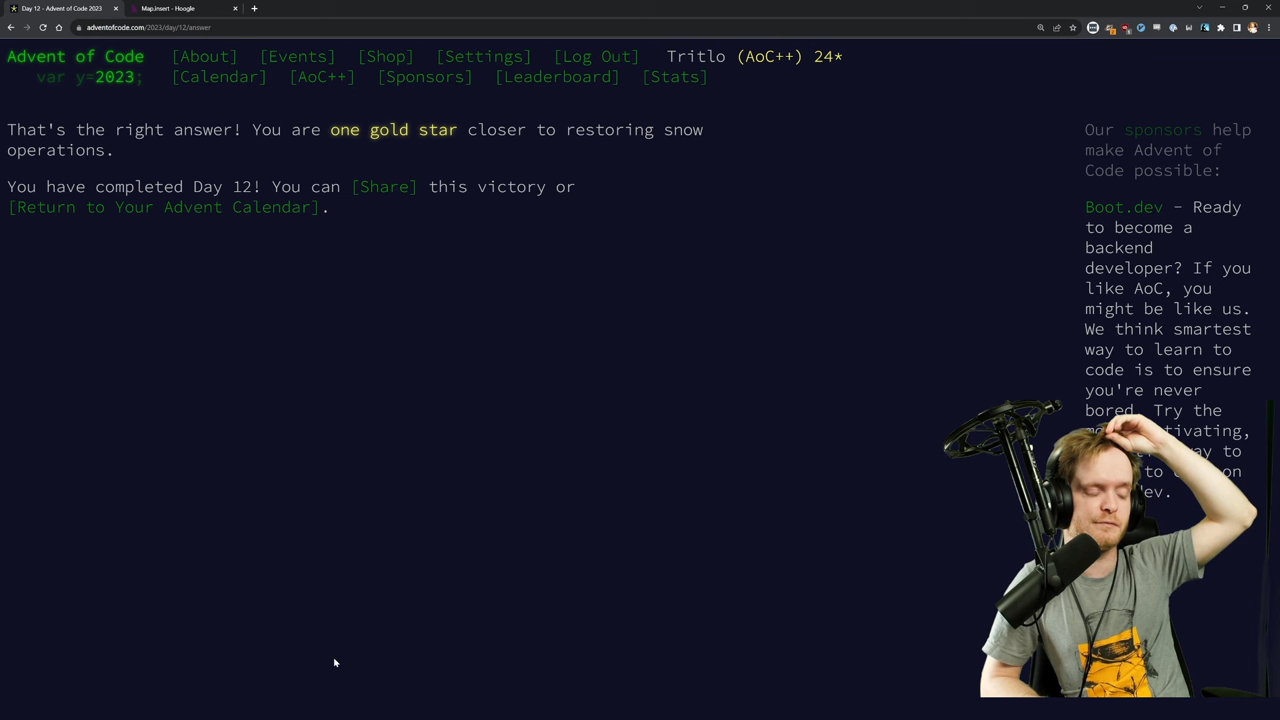 Day 12 - Advent of Code 2023
Map.insert - Hoogle
adventofcode.com/2023/day/12/answer
Advent of Code [About] [Events] [Shop] [Settings] [Log Out] Tritlo (AoC++) 24*
var y=2023; [Calendar] [AoC++] [Sponsors] [Leaderboard] [Stats]
That's the right answer! You are one gold star closer to restoring snow
operations.
You have completed Day 12! You can [Share] this victory or
[Return to Your Advent Calendar].
Our sponsors help
make Advent of
Code possible:
Boot.dev - Ready
to become a
backend
developer? If you
like AoC, you
might be like us.
We think smartest
way to learn to
code is to ensure
you're never
bored. Try the